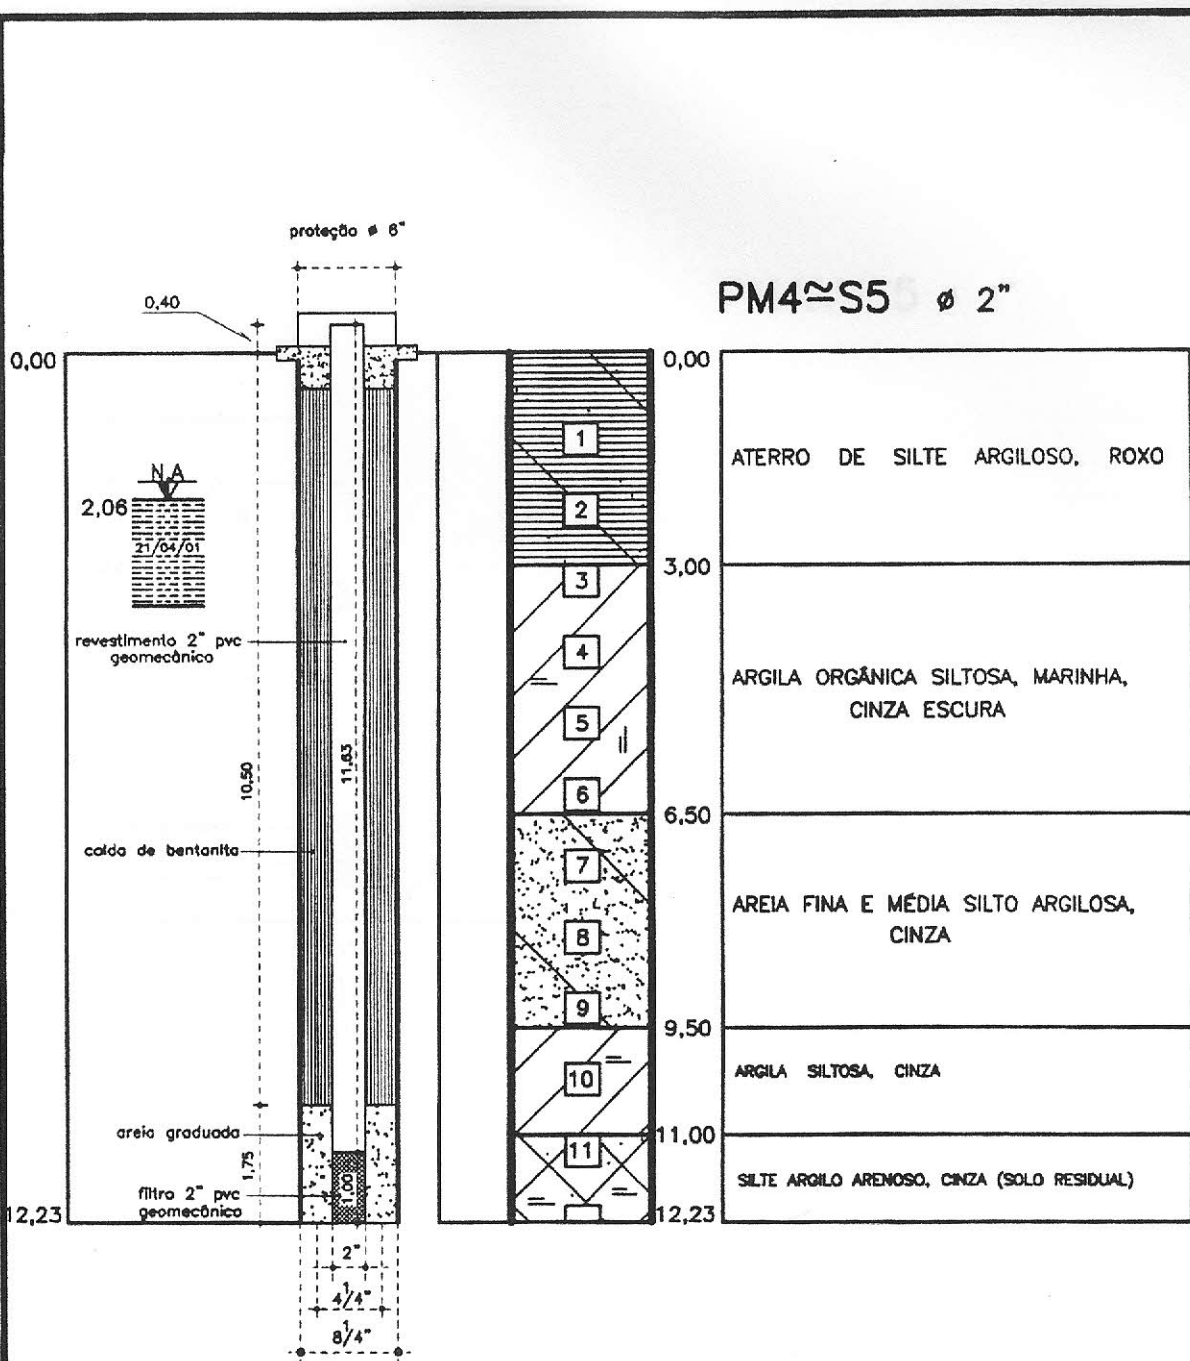 proteção ø 6"
0,40
PM4≃S5 ø 2"
0,00
0,00
1
ATERRO DE SILTE ARGILOSO, ROXO
N.A
2,06
2
21/04/01
3,00
3
revestimento 2" pvc
geomecânico
4
ARGILA ORGÂNICA SILTOSA, MARINHA,
CINZA ESCURA
5
10,50
11,63
6
6,50
calda de bentanita
7
AREIA FINA E MÉDIA SILTO ARGILOSA,
CINZA
8
9
9,50
10
ARGILA SILTOSA, CINZA
areia graduada
11,00
11
1,75
filtro 2" pvc
geomecânico
1,00
SILTE ARGILO ARENOSO, CINZA (SOLO RESIDUAL)
12,23
12,23
2"
4 1/4"
8 1/4"